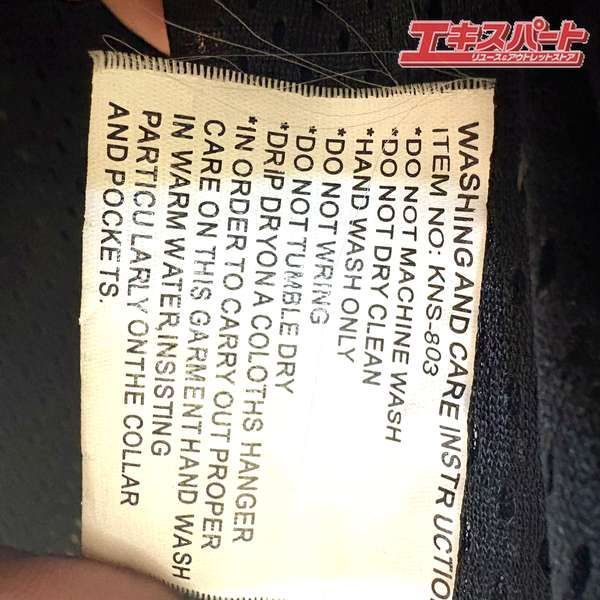 エキスパート
リユース&アウトレットストア
WASHING AND CARE INSTRUCTIO
ITEM NO: KNS-803
*DO NOT MACHINE WASH
*DO NOT DRY CLEAN
*HAND WASH ONLY
*DO NOT WRING
*DO NOT TUMBLE DRY
*DRIP DRYON A COLOTHS HANGER
*IN ORDER TO CARRY OUT PROPER
CARE ON THIS GARMENT HAND WASH
IN WARM WATER,INSISTING
PARTICULARLY ONTHE COLLAR
AND POCKETS.